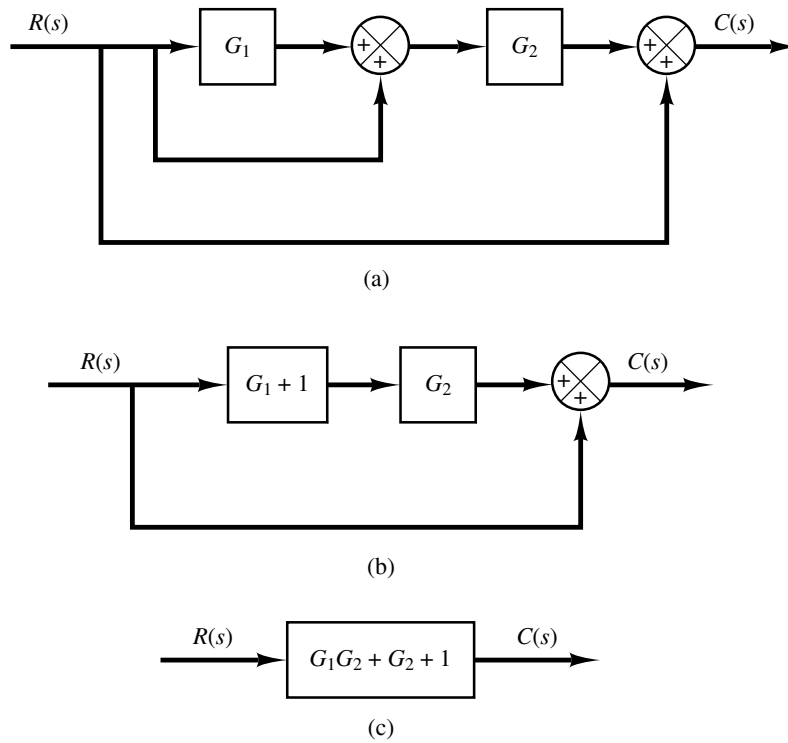 R(s) G₁ + + G₂ + + C(s)
(a)
R(s) G₁ + 1 G₂ + + C(s)
(b)
R(s) G₁G₂ + G₂ + 1 C(s)
(c)